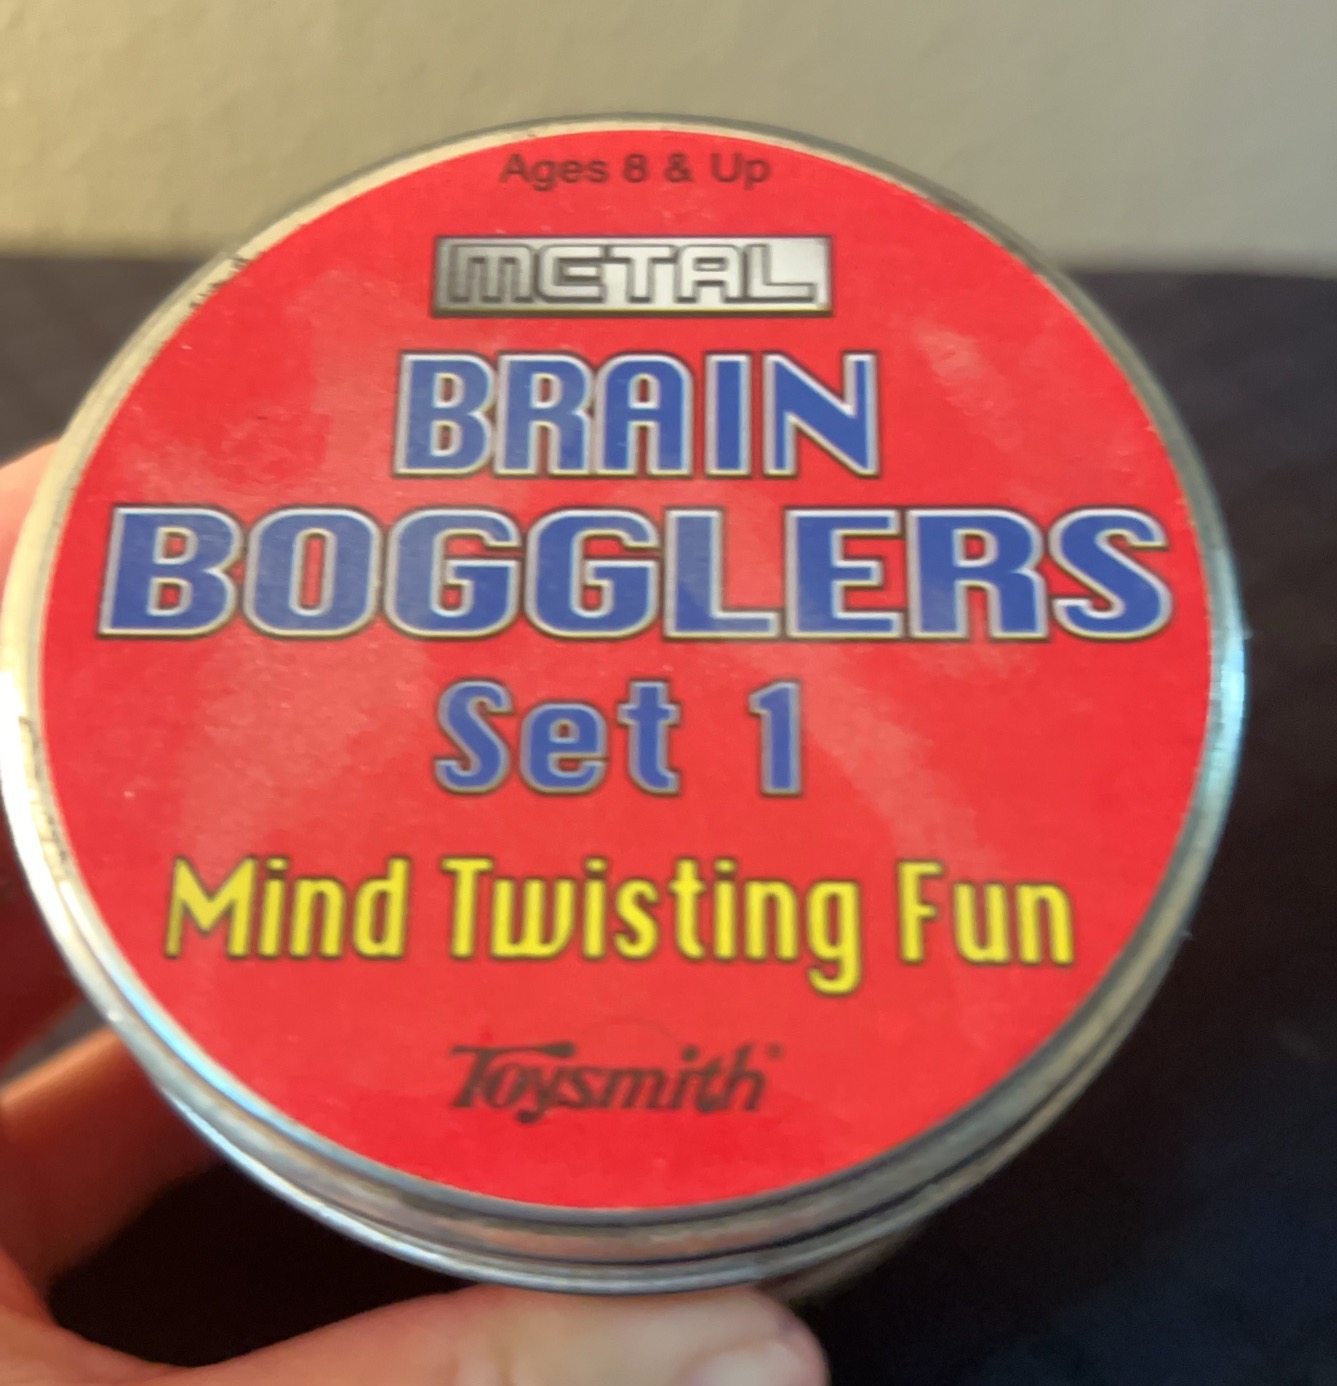 Ages 8 & Up
METAL
BRAIN
BOGGLERS
Set 1
Mind Twisting Fun
Toysmith®